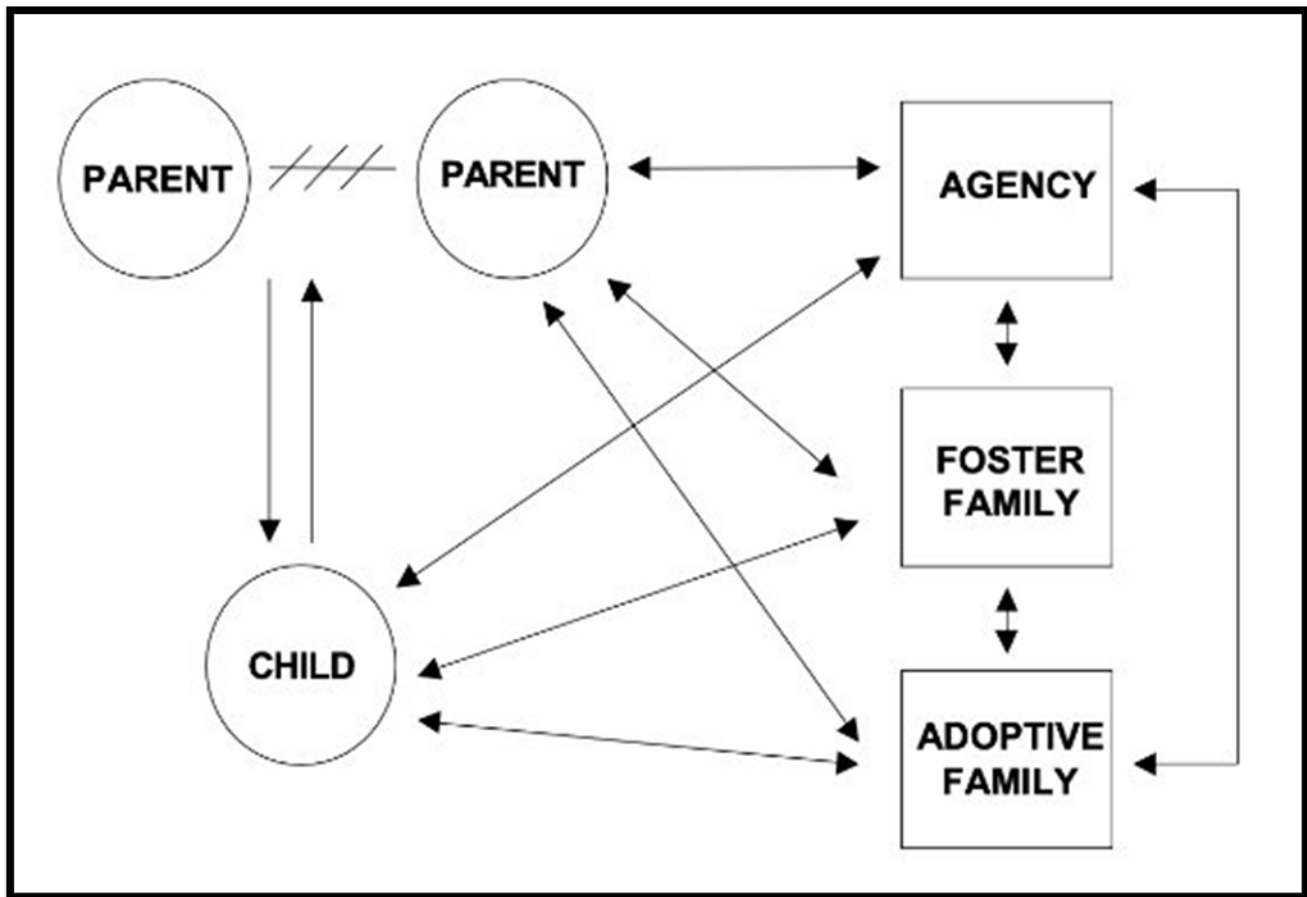 PARENT
PARENT
AGENCY
FOSTER
FAMILY
CHILD
ADOPTIVE
FAMILY